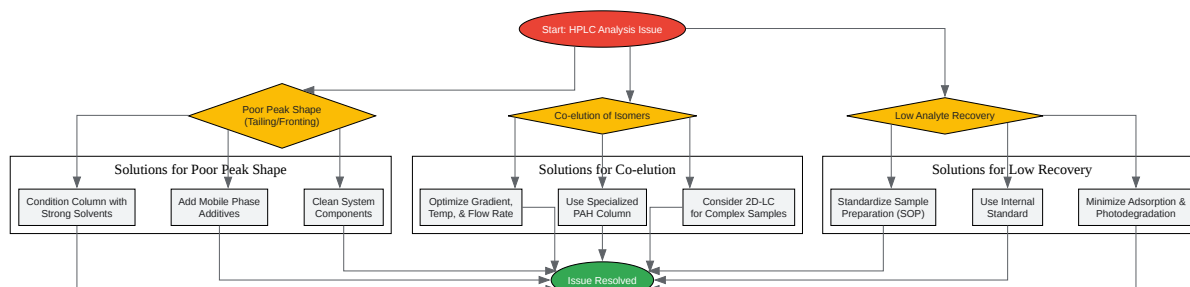 Start: HPLC Analysis Issue
Poor Peak Shape
(Tailing/Fronting)
Co-elution of Isomers
Low Analyte Recovery
Solutions for Poor Peak Shape
Condition Column with
Strong Solvents
Add Mobile Phase
Additives
Clean System
Components
Solutions for Co-elution
Optimize Gradient,
Temp, & Flow Rate
Use Specialized
PAH Column
Consider 2D-LC
for Complex Samples
Solutions for Low Recovery
Standardize Sample
Preparation (SOP)
Use Internal
Standard
Minimize Adsorption &
Photodegradation
Issue Resolved